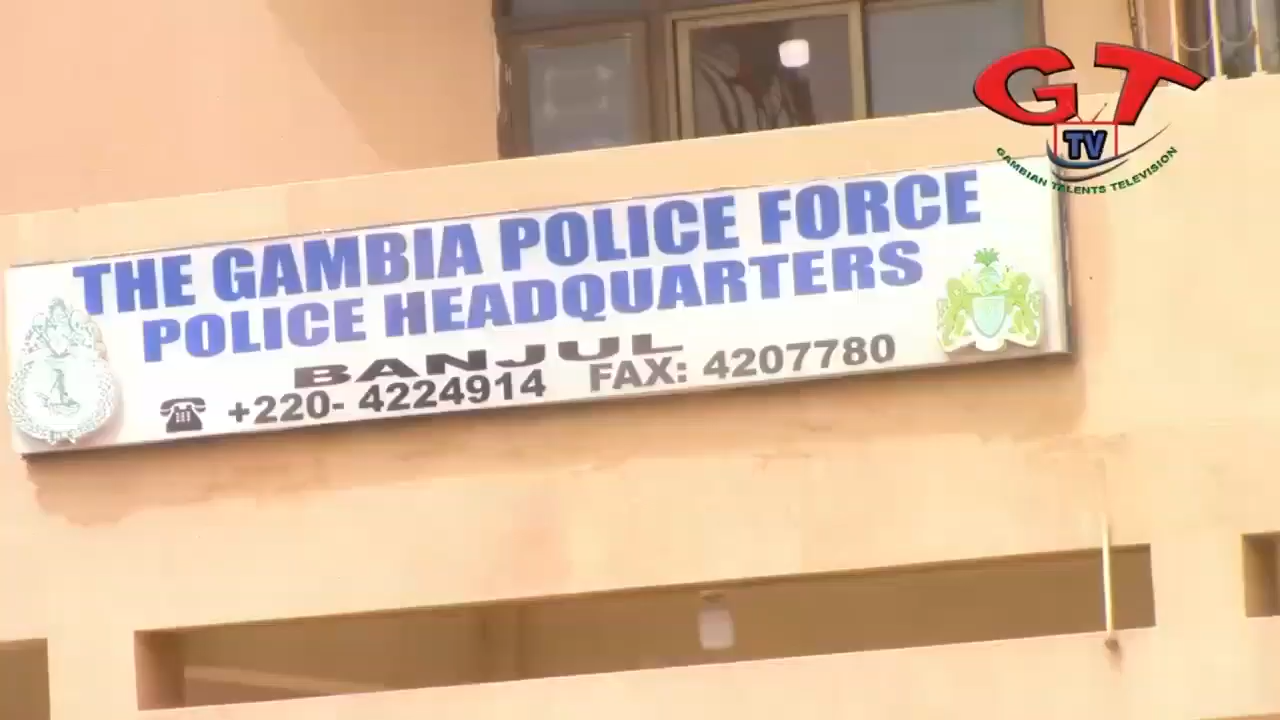 THE GAMBIA POLICE FORCE
POLICE HEADQUARTERS
BANJUL
+220- 4224914 FAX: 4207780
GT
TV
GAMBIAN TALENTS TELEVISION